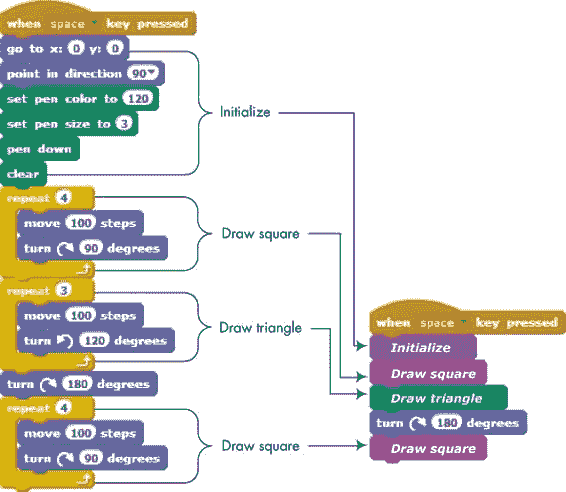 when space key pressed
go to x: 0 y: 0
point in direction 90
set pen color to 120
set pen size to 3
pen down
clear
repeat 4
move 100 steps
turn 90 degrees
repeat 3
move 100 steps
turn 120 degrees
turn 180 degrees
repeat 4
move 100 steps
turn 90 degrees
Initialize
Draw square
Draw triangle
Draw square
when space key pressed
Initialize
Draw square
Draw triangle
turn 180 degrees
Draw square